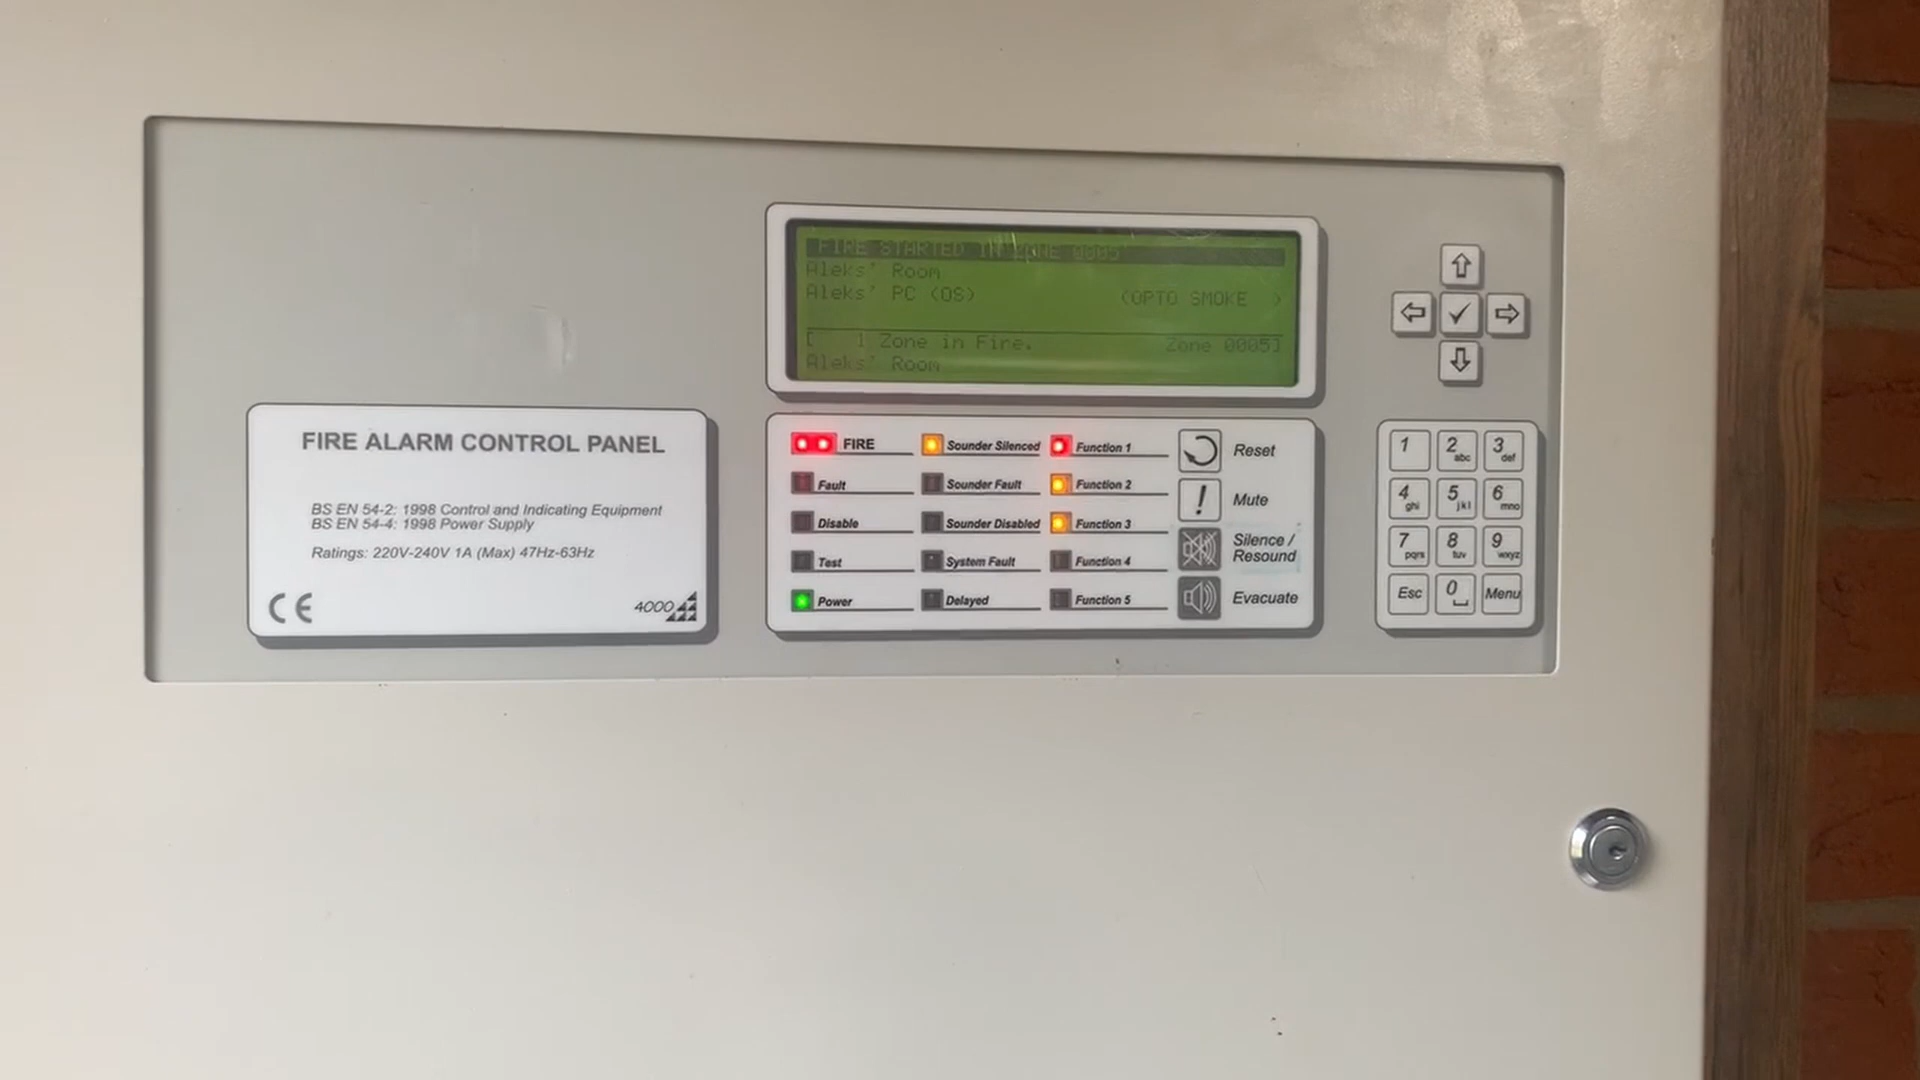 FIRE STARTED IN ZONE 0005
Aleks' Room
Aleks' PC (OS) (OPTO SMOKE )
[ 1 Zone in Fire. Zone 0005]
Aleks' Room
FIRE ALARM CONTROL PANEL
BS EN 54-2: 1998 Control and Indicating Equipment
BS EN 54-4: 1998 Power Supply
Ratings: 220V-240V 1A (Max) 47Hz-63Hz
CE
4000
FIRE Sounder Silenced Function 1
Fault Sounder Fault Function 2
Disable Sounder Disabled Function 3
Test System Fault Function 4
Power Delayed Function 5
Reset
! Mute
Silence /
Resound
Evacuate
1 2 abc 3 def
4 ghi 5 jkl 6 mno
7 pqrs 8 tuv 9 wxyz
Esc 0 Menu